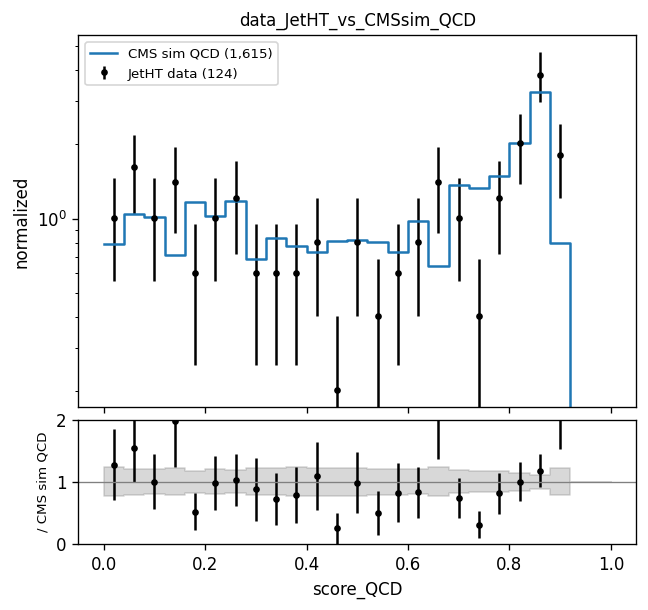 data_JetHT_vs_CMSsim_QCD
CMS sim QCD (1,615)
JetHT data (124)
normalized
10⁰
/ CMS sim QCD
2
1
0
0.0 0.2 0.4 0.6 0.8 1.0
score_QCD